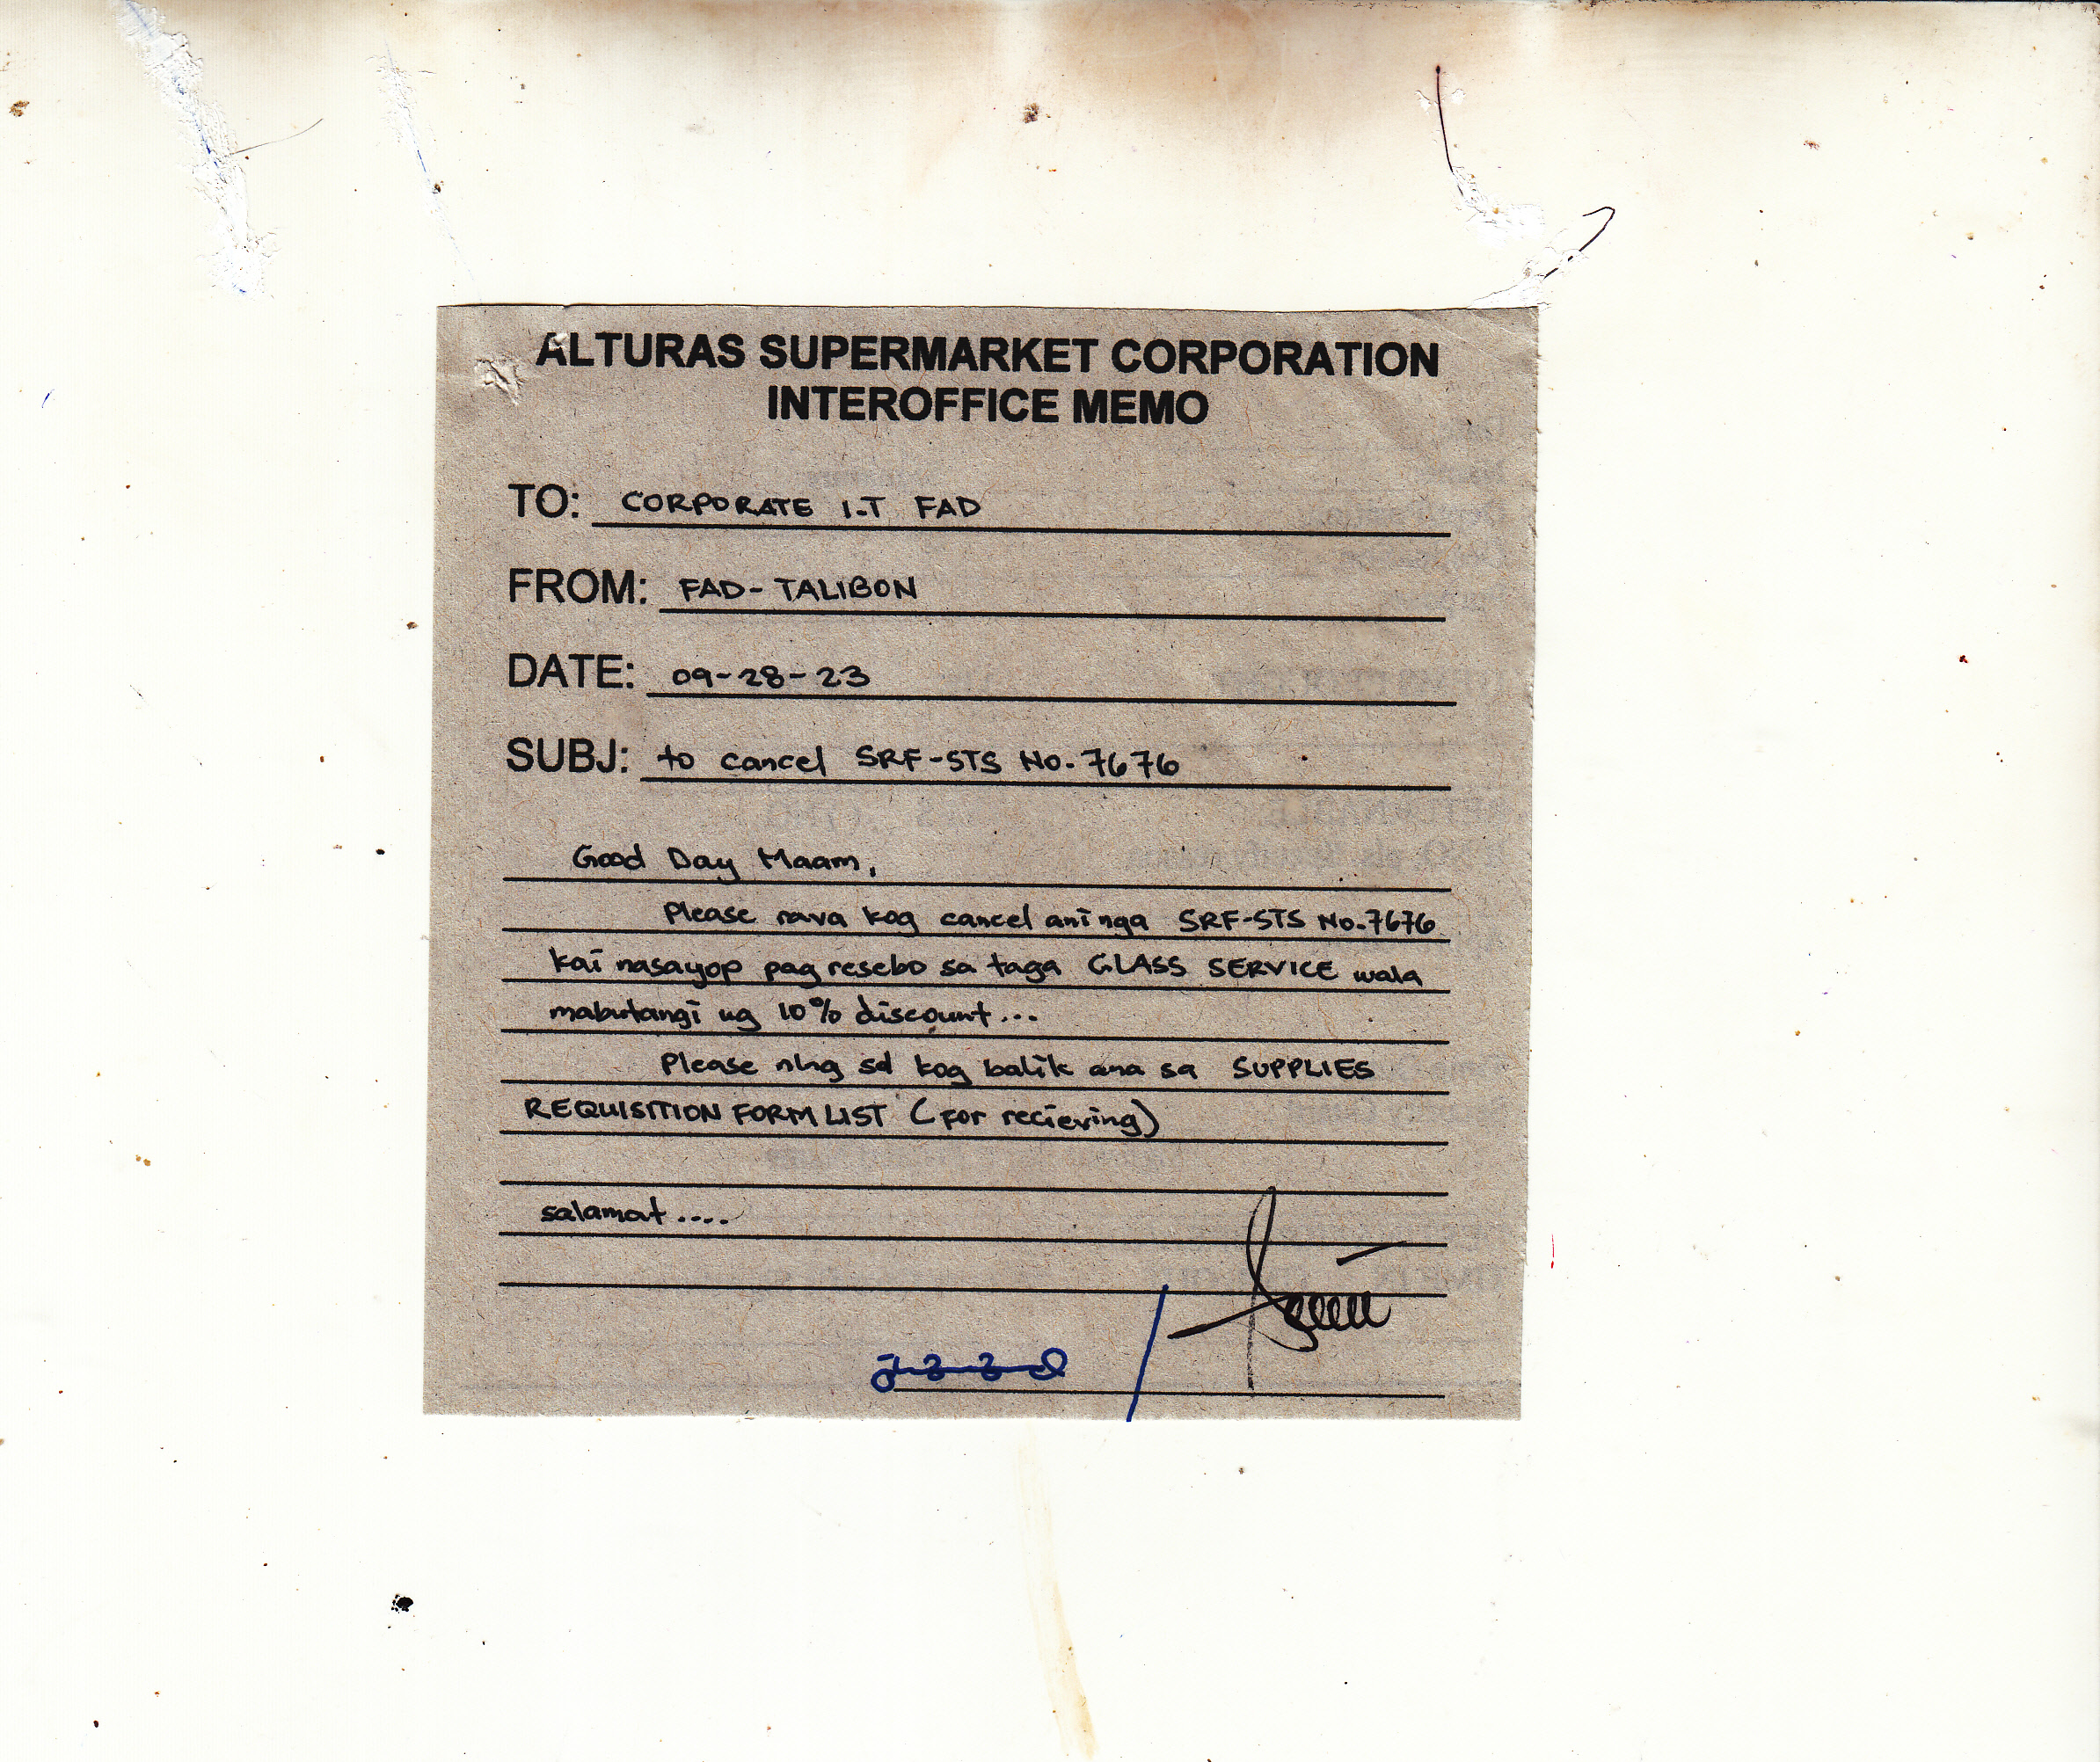 ALTURAS SUPERMARKET CORPORATION
INTEROFFICE MEMO
TO: CORPORATE I.T FAD
FROM: FAD-TALIBON
DATE: 09-28-23
SUBJ: to cancel SRF-STS No. 7676
Good Day Maam,
Please rava kog cancel aninga SRF-STS No. 7676
kai nasayop pag resebo sa taga GLASS SERVICE wala
mabutangi ug 10% discount...
Please nlng sd kog balik ana sa SUPPLIES
REQUISITION FORM LIST (for recieving)
salamat....